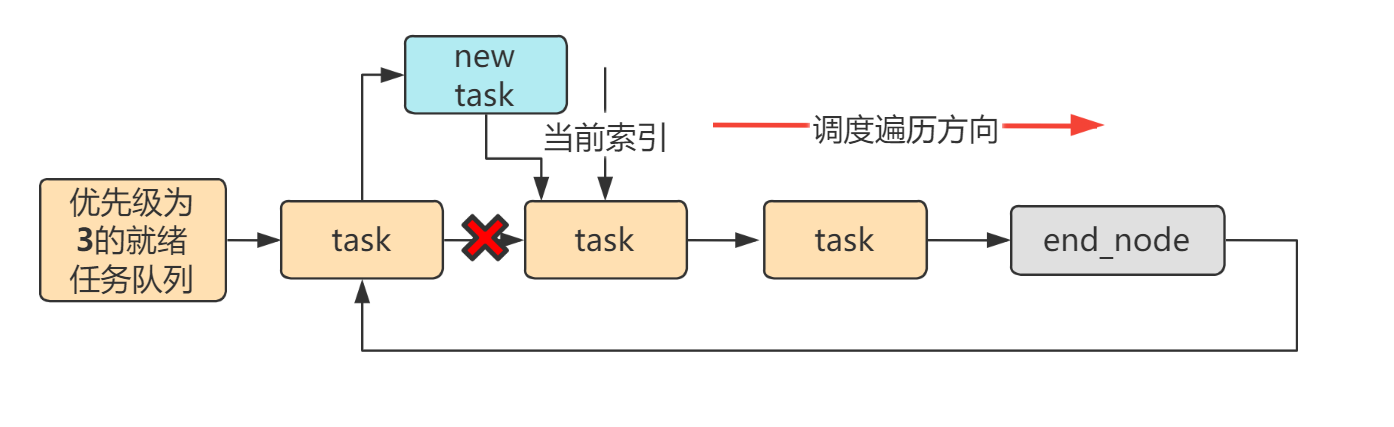 new
task
当前索引
调度遍历方向
优先级为
3的就绪
任务队列
task
task
task
end_node